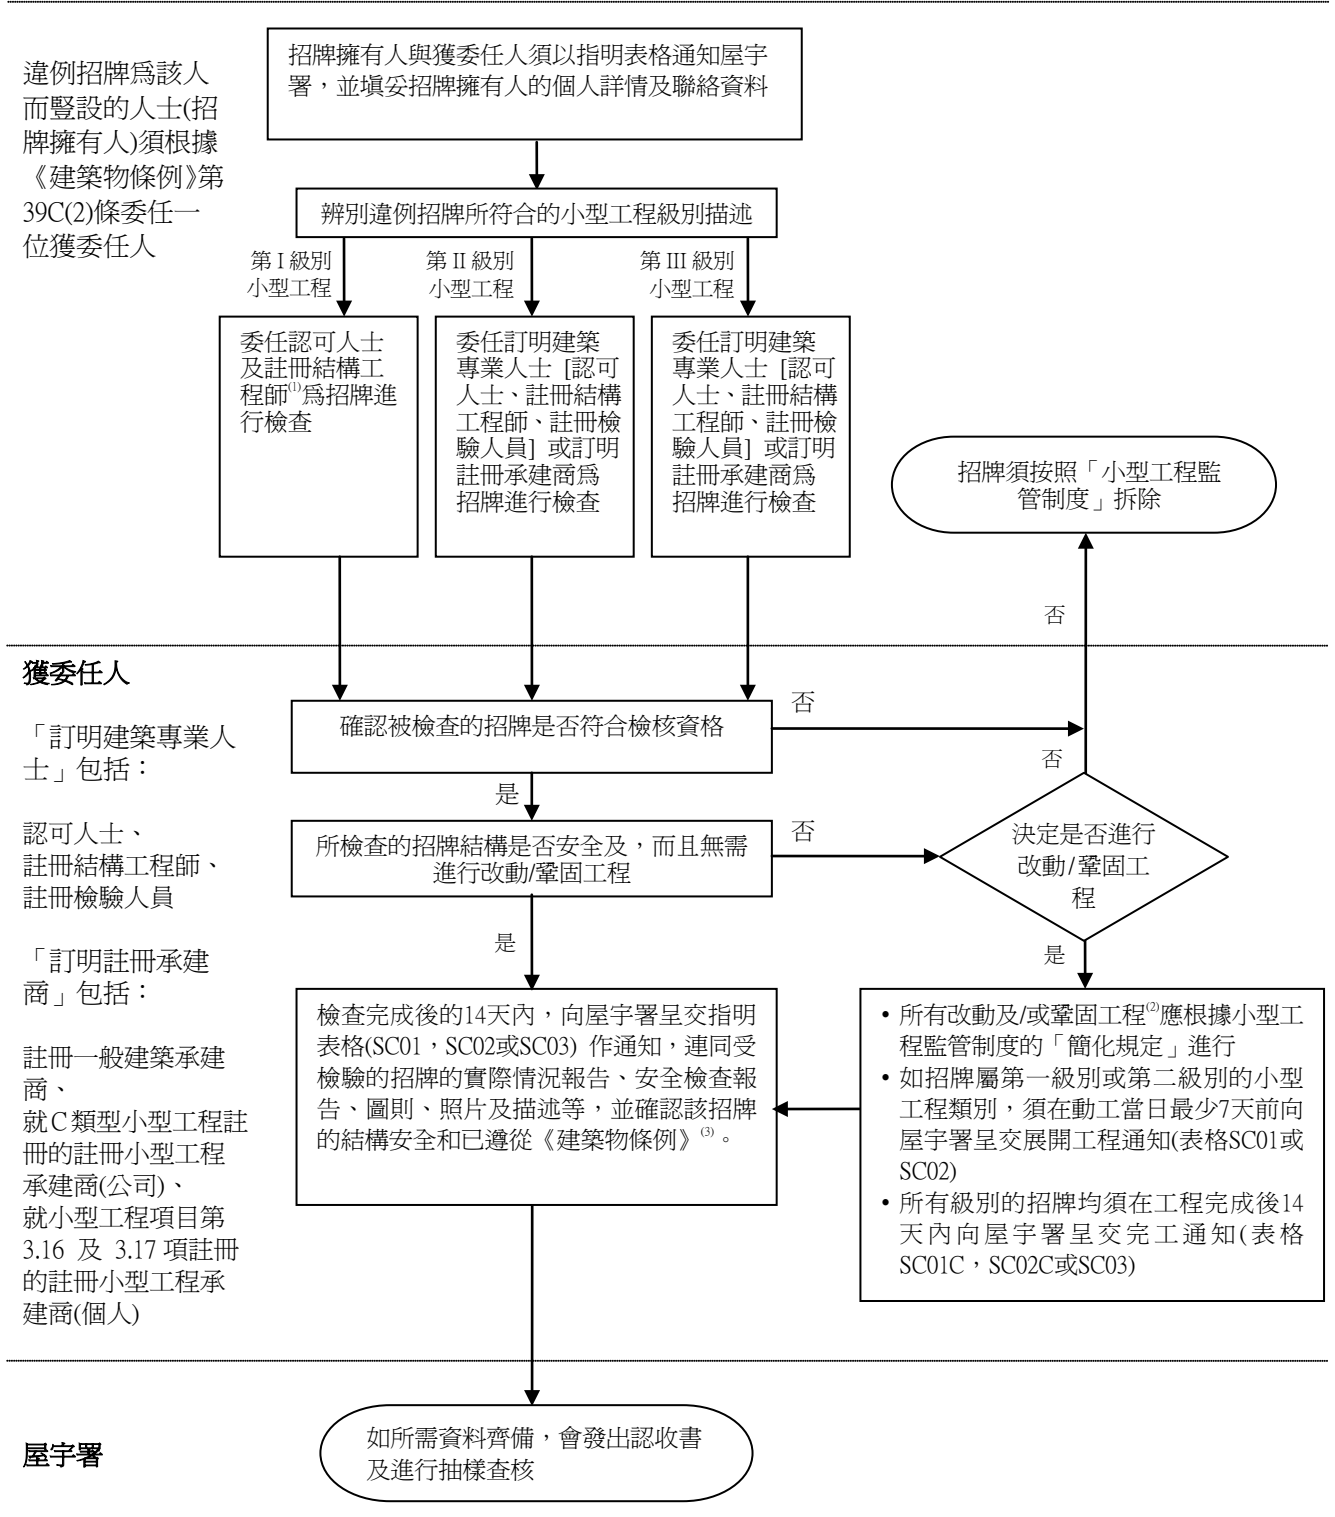 違例招牌爲該人
而豎設的人士(招
牌擁有人)須根據
《建築物條例》第
39C(2)條委任一
位獲委任人
招牌擁有人與獲委任人須以指明表格通知屋宇
署，並填妥招牌擁有人的個人詳情及聯絡資料
辨別違例招牌所符合的小型工程級別描述
第 I 級別
小型工程
第 II 級別
小型工程
第 III 級別
小型工程
委任認可人士
及註冊結構工
程師(1)爲招牌進
行檢查
委任訂明建築
專業人士 [認可
人士、註冊結構
工程師、註冊檢
驗人員] 或訂明
註冊承建商爲
招牌進行檢查
委任訂明建築
專業人士 [認可
人士、註冊結構
工程師、註冊檢
驗人員] 或訂明
註冊承建商爲
招牌進行檢查
招牌須按照「小型工程監
管制度」拆除
否
獲委任人
「訂明建築專業人
士」包括：
認可人士、
註冊結構工程師、
註冊檢驗人員
「訂明註冊承建
商」包括：
註冊一般建築承建
商、
就C類型小型工程註
冊的註冊小型工程
承建商(公司)、
就小型工程項目第
3.16 及 3.17 項註冊
的註冊小型工程承
建商(個人)
確認被檢查的招牌是否符合檢核資格
否
是
否
所檢查的招牌結構是否安全及，而且無需
進行改動/鞏固工程
否
決定是否進行
改動/鞏固工
程
是
是
檢查完成後的14天內，向屋宇署呈交指明
表格(SC01，SC02或SC03) 作通知，連同受
檢驗的招牌的實際情況報告、安全檢查報
告、圖則、照片及描述等，並確認該招牌
的結構安全和已遵從《建築物條例》(3)。
• 所有改動及/或鞏固工程(2)應根據小型工
程監管制度的「簡化規定」進行
• 如招牌屬第一級別或第二級別的小型
工程類別，須在動工當日最少7天前向
屋宇署呈交展開工程通知(表格SC01或
SC02)
• 所有級別的招牌均須在工程完成後14
天內向屋宇署呈交完工通知(表格
SC01C，SC02C或SC03)
屋宇署
如所需資料齊備，會發出認收書
及進行抽樣查核